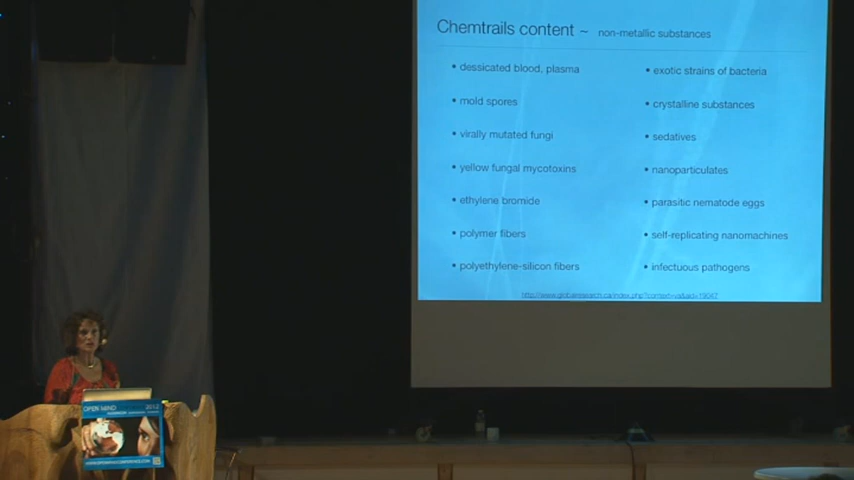 Chemtrails content ~ non-metallic substances
• dessicated blood, plasma
• mold spores
• virally mutated fungi
• yellow fungal mycotoxins
• ethylene bromide
• polymer fibers
• polyethylene-silicon fibers
• exotic strains of bacteria
• crystalline substances
• sedatives
• nanoparticulates
• parasitic nematode eggs
• self-replicating nanomachines
• infectuous pathogens
OPEN MIND 2012